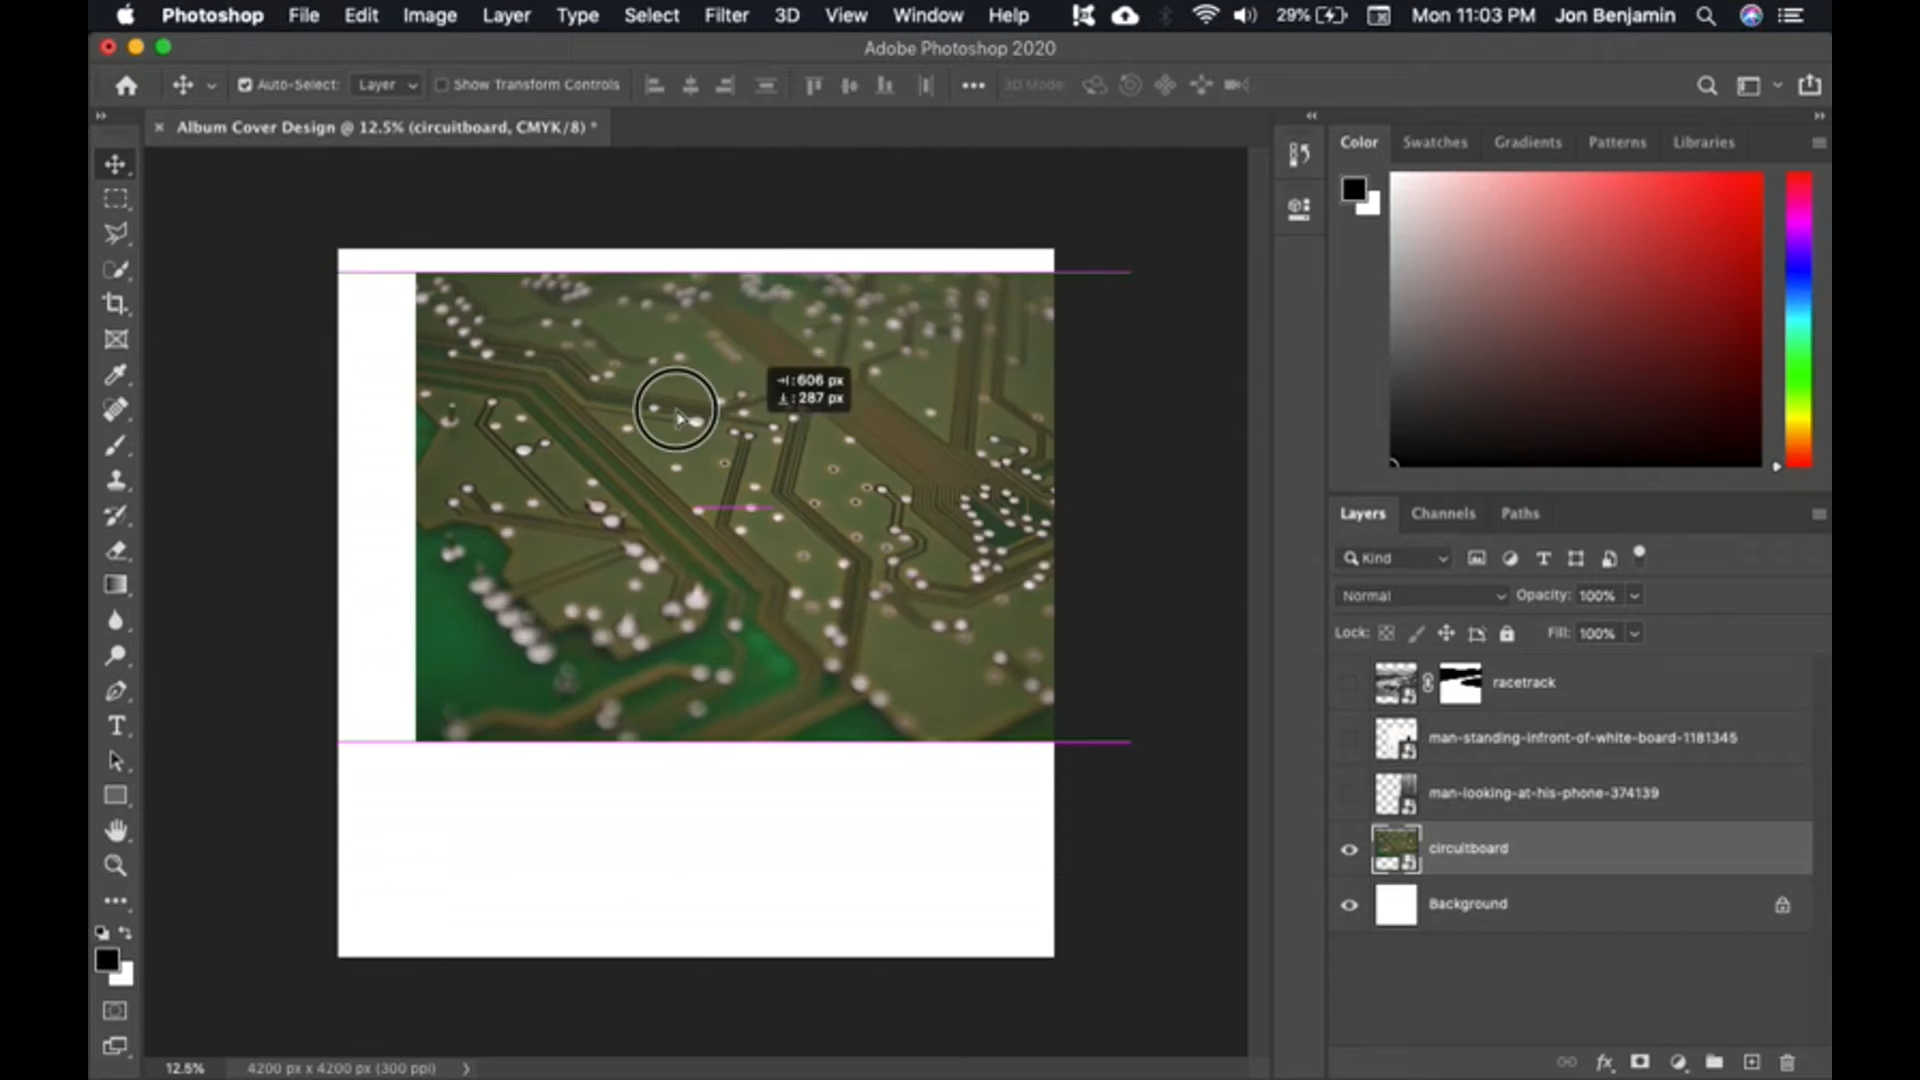 Photoshop File Edit Image Layer Type Select Filter 3D View Window Help 29% Mon 11:03 PM Jon Benjamin
Adobe Photoshop 2020
Auto-Select: Layer Show Transform Controls 3D Mode
× Album Cover Design @ 12.5% (circuitboard, CMYK/8) *
Color Swatches Gradients Patterns Libraries
: 606 px
: 287 px
Layers Channels Paths
Kind
Normal Opacity: 100%
Lock: Fill: 100%
racetrack
man-standing-infront-of-white-board-1181345
man-looking-at-his-phone-374139
circuitboard
Background
12.5% 4200 px x 4200 px (300 ppi)